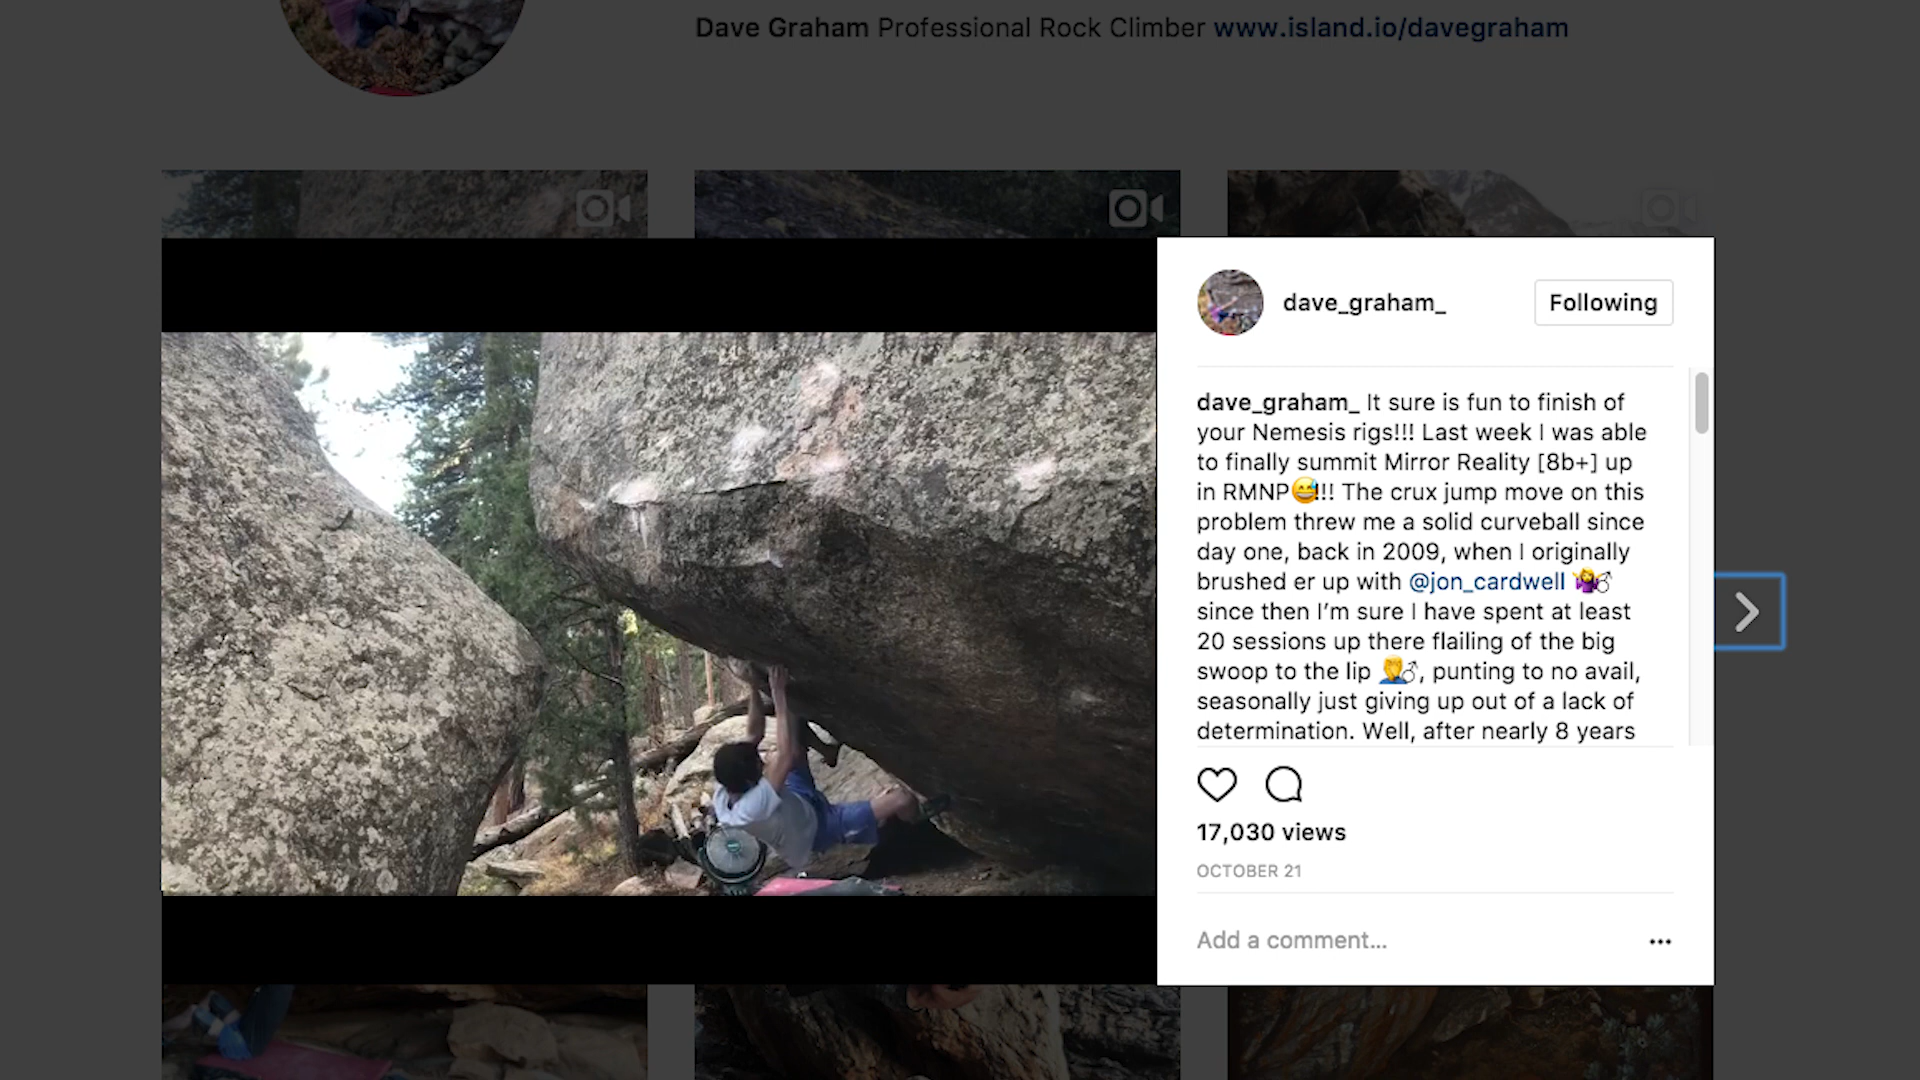 Dave Graham Professional Rock Climber www.island.io/davegraham
dave_graham_
Following
dave_graham_ It sure is fun to finish of
your Nemesis rigs!!! Last week I was able
to finally summit Mirror Reality [8b+] up
in RMNP😅!!! The crux jump move on this
problem threw me a solid curveball since
day one, back in 2009, when I originally
brushed er up with @jon_cardwell 🤷♂
since then I’m sure I have spent at least
20 sessions up there flailing of the big
swoop to the lip 🤦♂, punting to no avail,
seasonally just giving up out of a lack of
determination. Well, after nearly 8 years
17,030 views
OCTOBER 21
Add a comment...